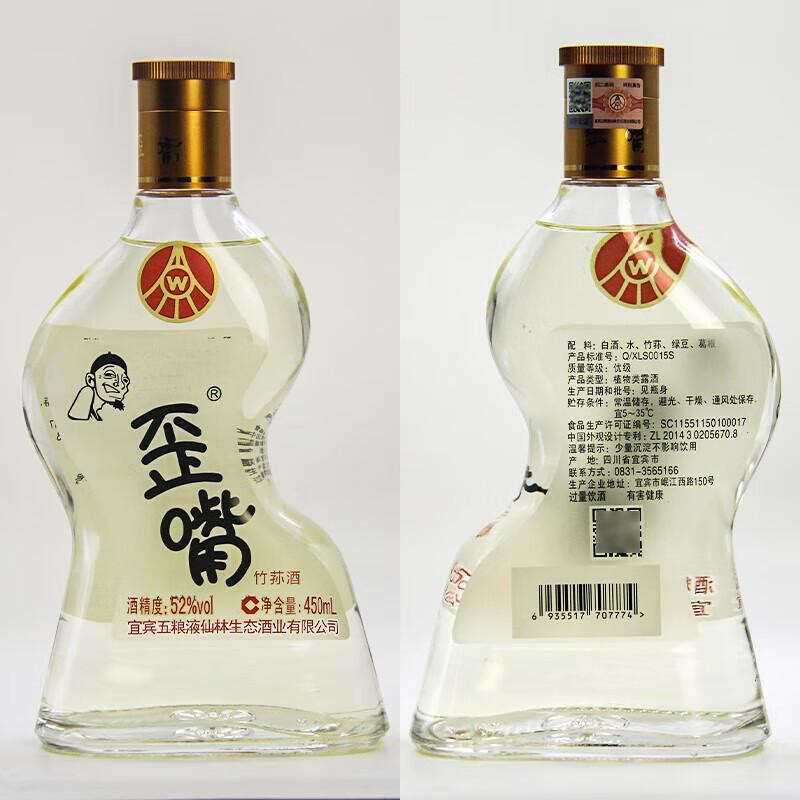 W
®
歪
嘴
竹荪酒
酒精度:52%vol 净含量:450mL
宜宾五粮液仙林生态酒业有限公司
W
配 料: 白酒、水、竹荪、绿豆、葛根
产品标准号: Q/XLS0015S
质量等级: 优级
产品类型: 植物类露酒
生产日期和批号: 见瓶身
贮存条件: 常温储存,避光、干燥、通风处保存,
宜5~35℃
食品生产许可证编号: SC11551150100017
中国外观设计专利: ZL 2014 3 0205670.8
温馨提示: 少量沉淀不影响饮用
产 地: 四川省宜宾市
联系方式: 0831-3565166
生产企业地址: 宜宾市岷江西路150号
过量饮酒 有害健康
6 935517 707774 >